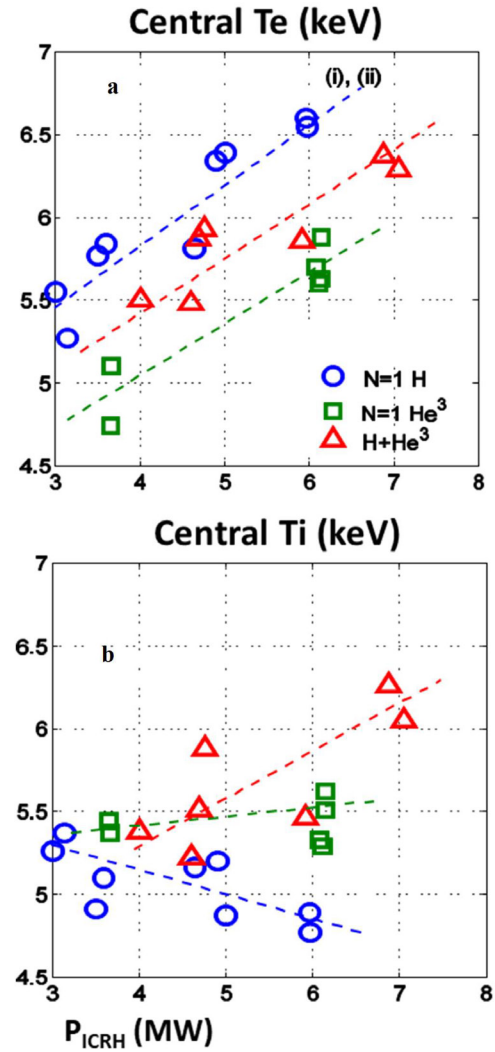 Central Te (keV)
7
a
(i), (ii)
6.5
6
5.5
5
4.5
N=1 H
N=1 He³
H+He³
3 4 5 6 7 8
Central Ti (keV)
7
b
6.5
6
5.5
5
4.5
3 4 5 6 7 8
P_ICRH (MW)